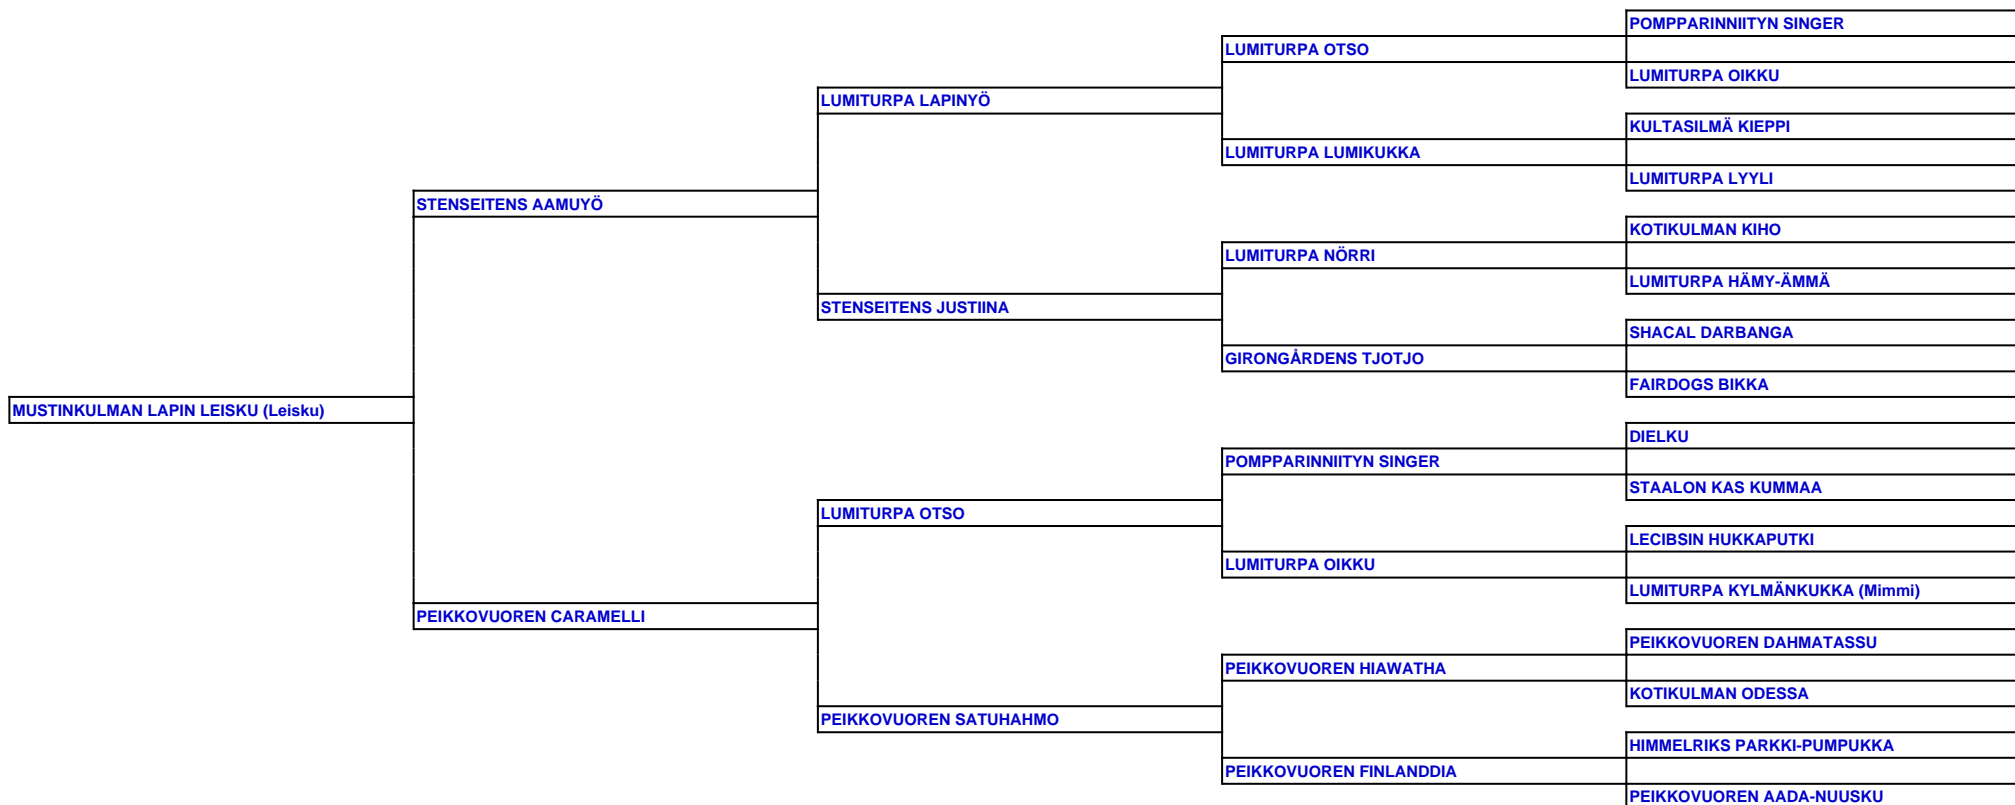 POMPPARINNIITYN SINGER
LUMITURPA OTSO
LUMITURPA OIKKU
LUMITURPA LAPINYÖ
KULTASILMÄ KIEPPI
LUMITURPA LUMIKUKKA
LUMITURPA LYYLI
STENSEITENS AAMUYÖ
KOTIKULMAN KIHO
LUMITURPA NÖRRI
LUMITURPA HÄMY-ÄMMÄ
STENSEITENS JUSTIINA
SHACAL DARBANGA
GIRONGÅRDENS TJOTJO
FAIRDOGS BIKKA
MUSTINKULMAN LAPIN LEISKU (Leisku)
DIELKU
POMPPARINNIITYN SINGER
STAALON KAS KUMMAA
LUMITURPA OTSO
LECIBSIN HUKKAPUTKI
LUMITURPA OIKKU
LUMITURPA KYLMÄNKUKKA (Mimmi)
PEIKKOVUOREN CARAMELLI
PEIKKOVUOREN DAHMATASSU
PEIKKOVUOREN HIAWATHA
KOTIKULMAN ODESSA
PEIKKOVUOREN SATUHAHMO
HIMMELRIKS PARKKI-PUMPUKKA
PEIKKOVUOREN FINLANDDIA
PEIKKOVUOREN AADA-NUUSKU